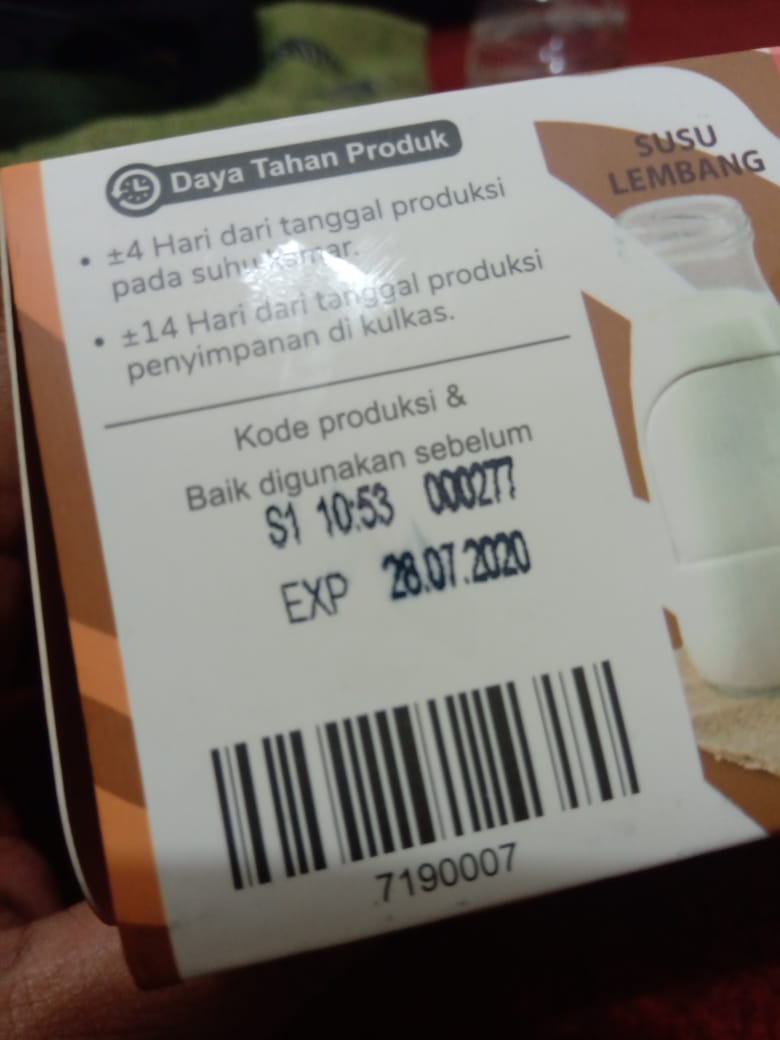 Daya Tahan Produk
• ±4 Hari dari tanggal produksi
pada suhu kamar.
• ±14 Hari dari tanggal produksi
penyimpanan di kulkas.
Kode produksi &
Baik digunakan sebelum
S1 10:53 000277
EXP 28.07.2020
7190007
SUSU
LEMBANG